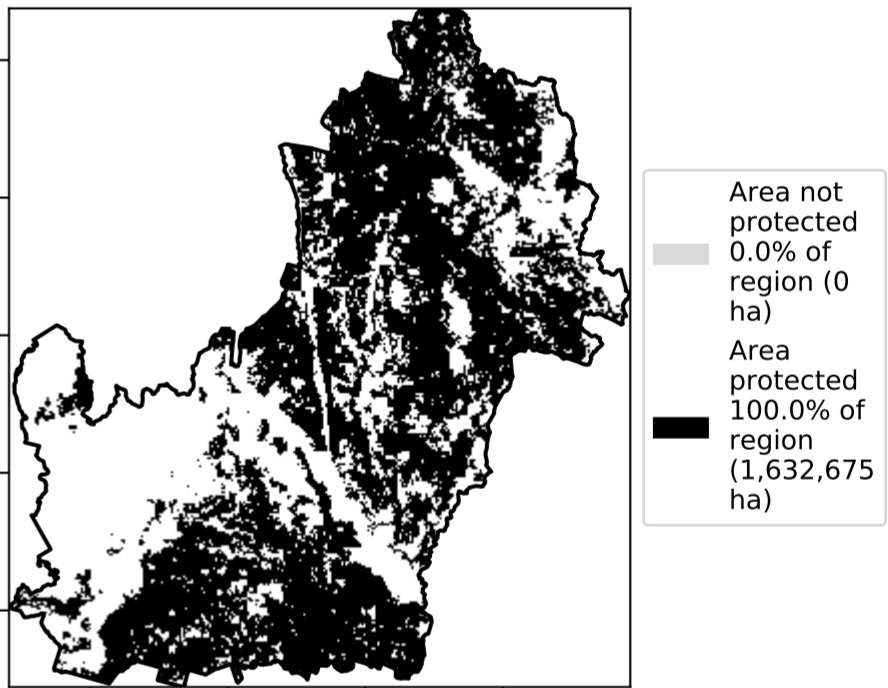 Area not
protected
0.0% of
region (0
ha)
Area
protected
100.0% of
region
(1,632,675
ha)